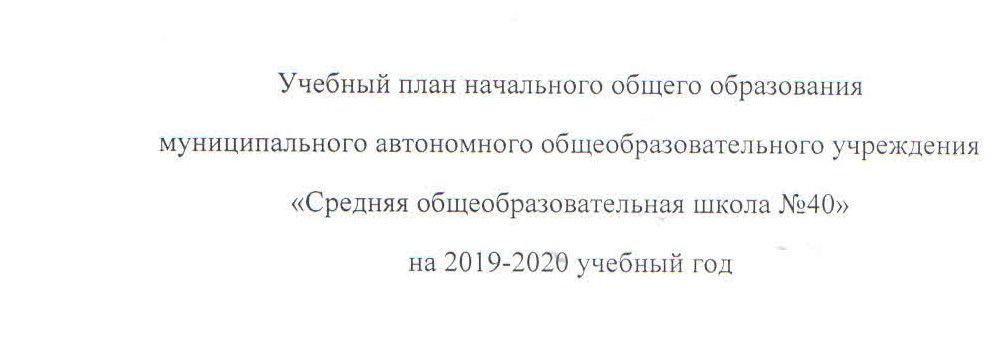 Учебный план начального общего образования
муниципального автономного общеобразовательного учреждения
«Средняя общеобразовательная школа №40»
на 2019-2020 учебный год